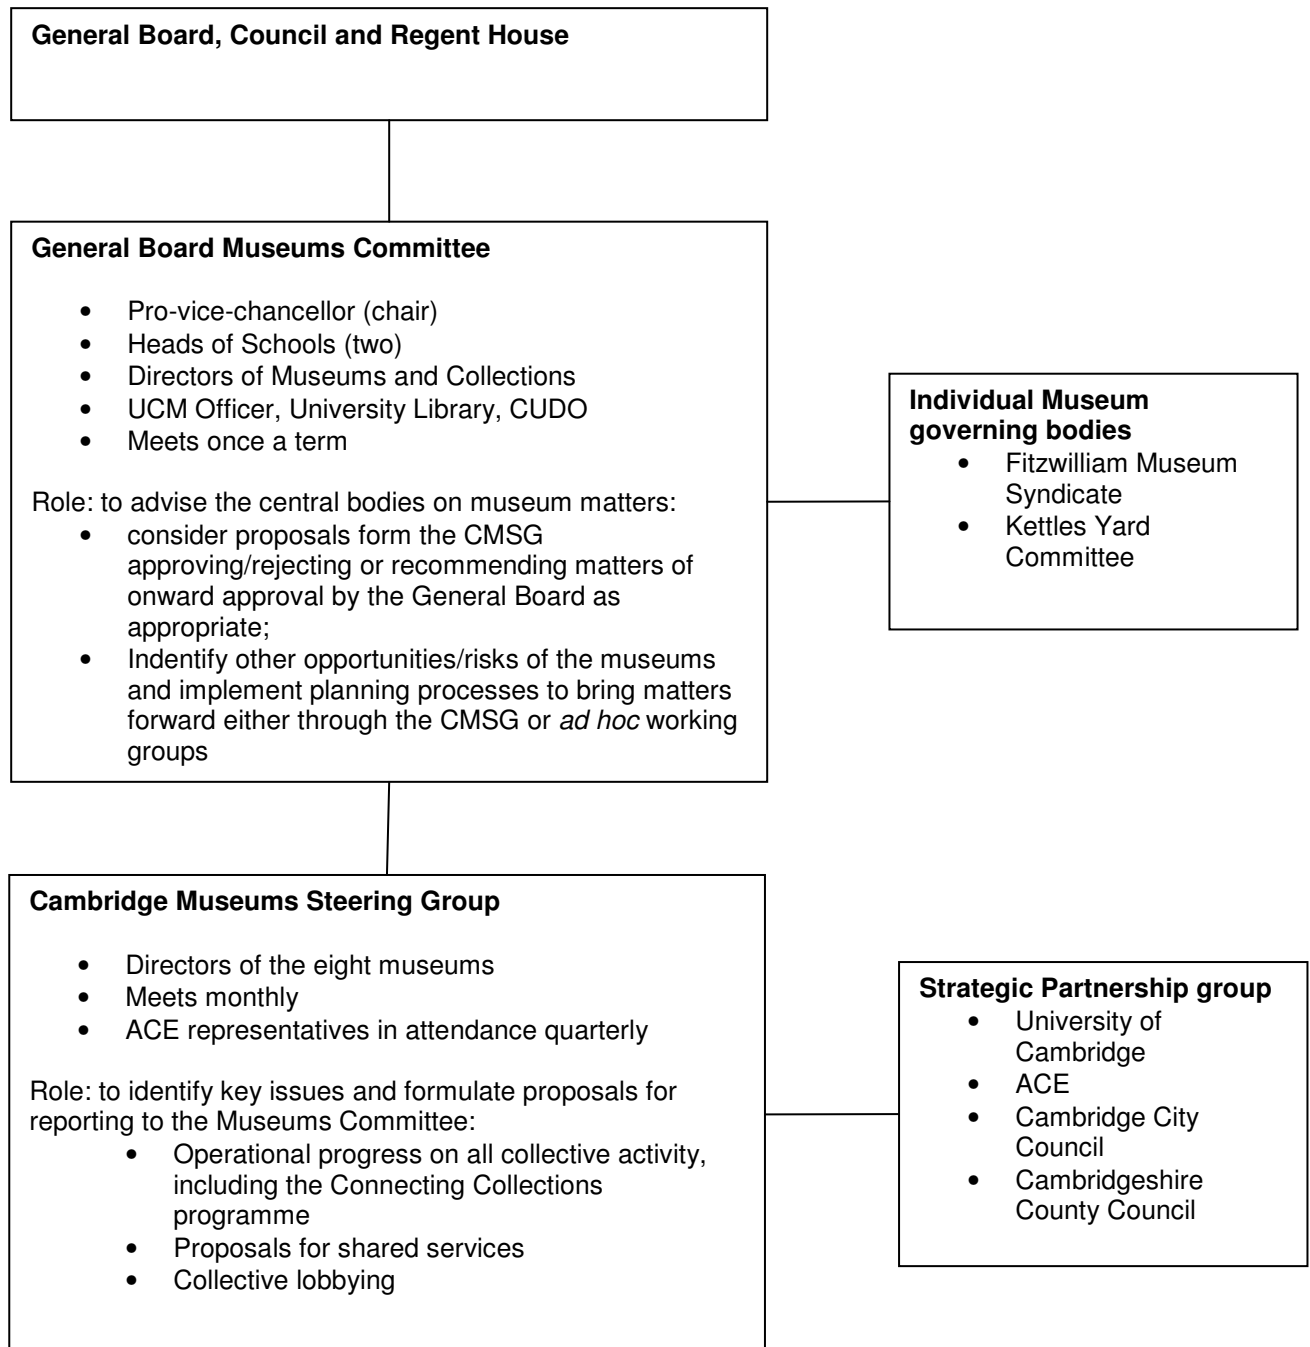 General Board, Council and Regent House
General Board Museums Committee
• Pro-vice-chancellor (chair)
• Heads of Schools (two)
• Directors of Museums and Collections
• UCM Officer, University Library, CUDO
• Meets once a term
Role: to advise the central bodies on museum matters:
• consider proposals form the CMSG
approving/rejecting or recommending matters of
onward approval by the General Board as
appropriate;
• Indentify other opportunities/risks of the museums
and implement planning processes to bring matters
forward either through the CMSG or ad hoc working
groups
Individual Museum
governing bodies
• Fitzwilliam Museum
Syndicate
• Kettles Yard
Committee
Cambridge Museums Steering Group
• Directors of the eight museums
• Meets monthly
• ACE representatives in attendance quarterly
Role: to identify key issues and formulate proposals for
reporting to the Museums Committee:
• Operational progress on all collective activity,
including the Connecting Collections
programme
• Proposals for shared services
• Collective lobbying
Strategic Partnership group
• University of
Cambridge
• ACE
• Cambridge City
Council
• Cambridgeshire
County Council